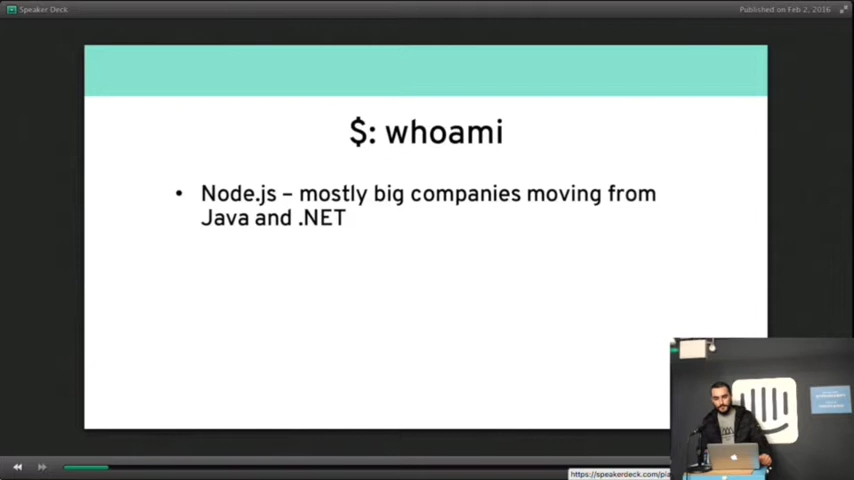 Speaker Deck
Published on Feb 2, 2016
$: whoami
• Node.js – mostly big companies moving from
Java and .NET
https://speakerdeck.com/pla